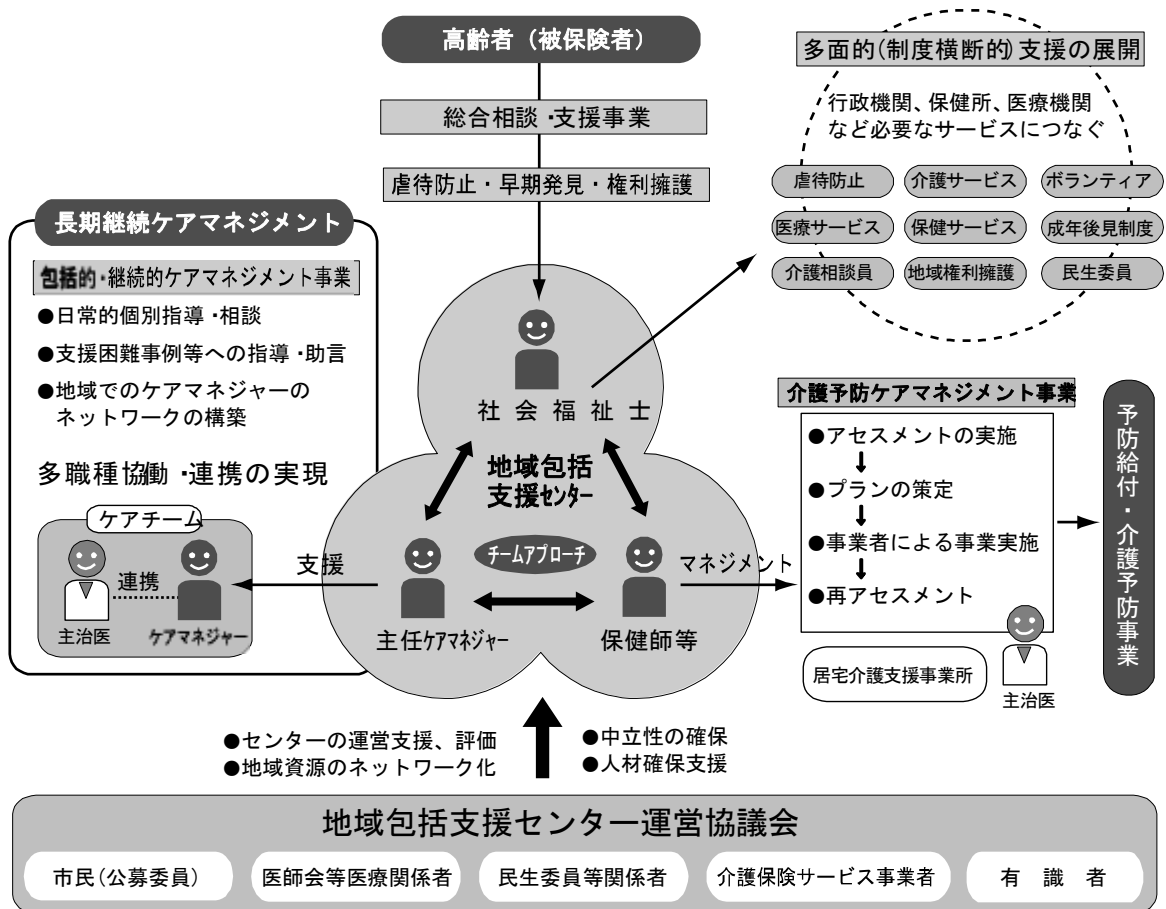 高齢者（被保険者）
総合相談・支援事業
虐待防止・早期発見・権利擁護
多面的(制度横断的)支援の展開
行政機関、保健所、医療機関
など必要なサービスにつなぐ
虐待防止
介護サービス
ボランティア
医療サービス
保健サービス
成年後見制度
介護相談員
地域権利擁護
民生委員
長期継続ケアマネジメント
包括的・継続的ケアマネジメント事業
●日常的個別指導・相談
●支援困難事例等への指導・助言
●地域でのケアマネジャーの
ネットワークの構築
多職種協働・連携の実現
ケアチーム
連携
主治医
ケアマネジャー
支援
社会福祉士
地域包括
支援センター
チームアプローチ
主任ケアマネジャー
保健師等
マネジメント
介護予防ケアマネジメント事業
●アセスメントの実施
●プランの策定
●事業者による事業実施
●再アセスメント
居宅介護支援事業所
主治医
予防給付・介護予防事業
●センターの運営支援、評価
●地域資源のネットワーク化
●中立性の確保
●人材確保支援
地域包括支援センター運営協議会
市民(公募委員)
医師会等医療関係者
民生委員等関係者
介護保険サービス事業者
有識者